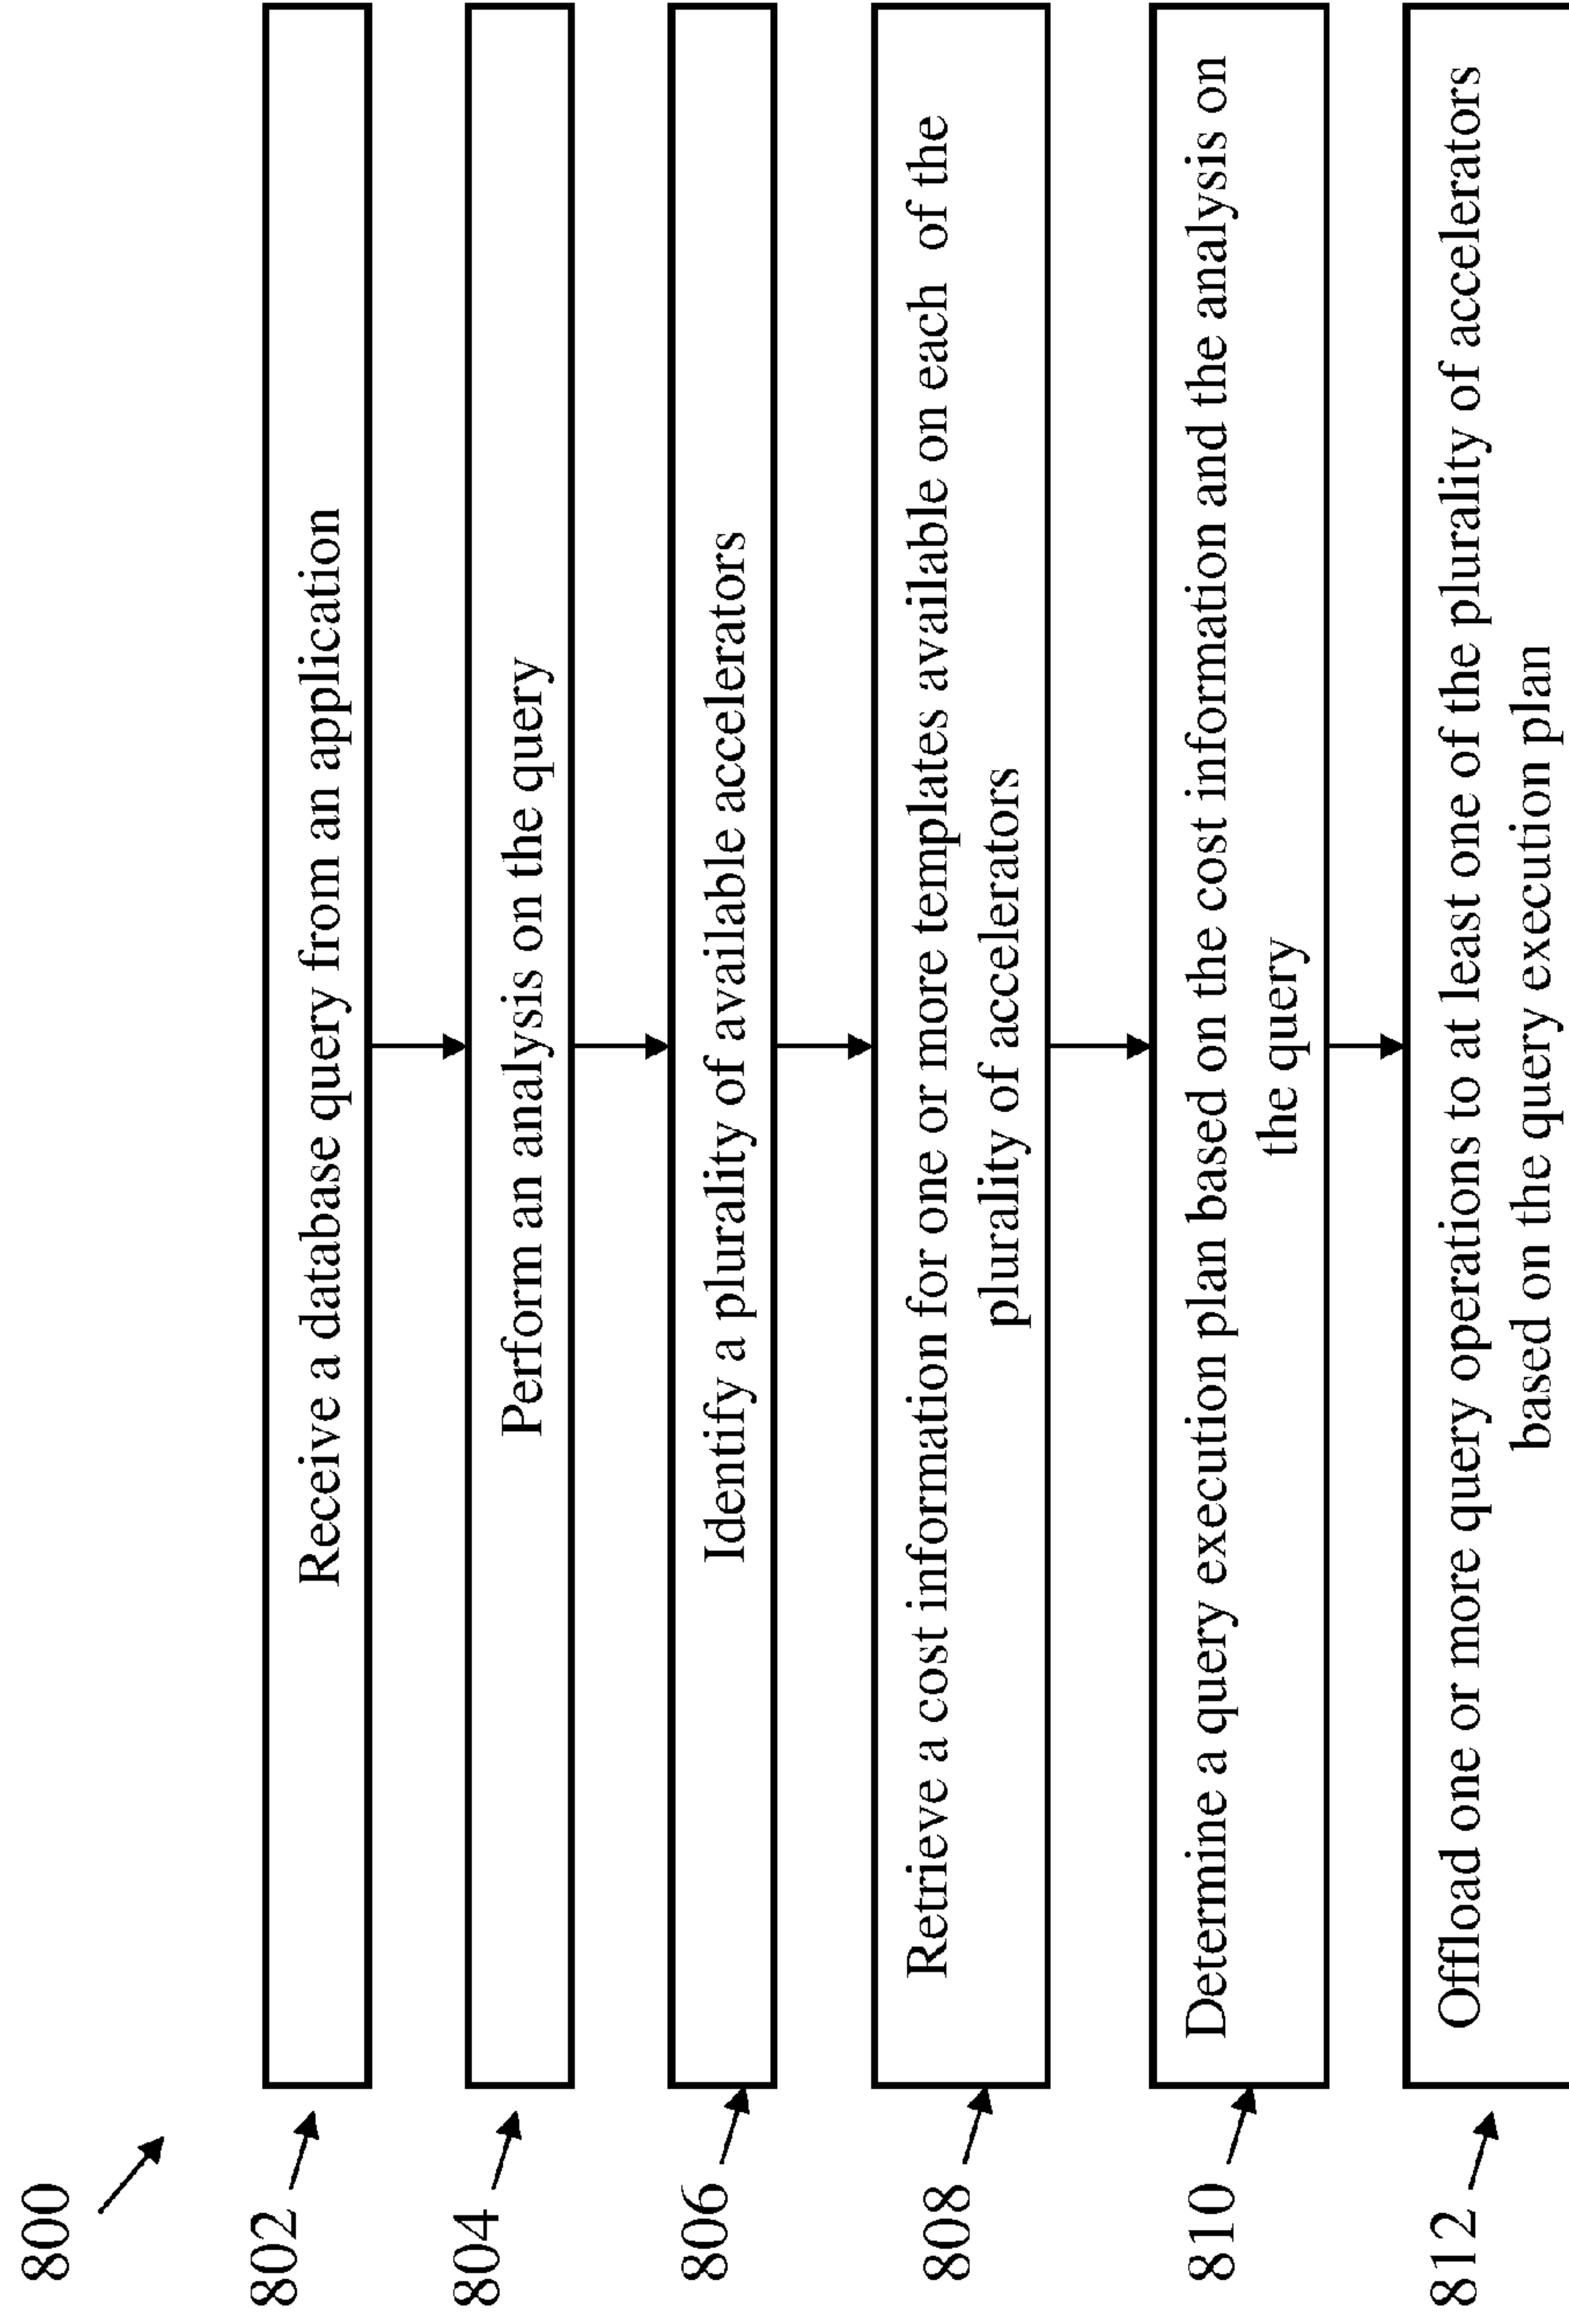 800
802
Receive a database query from an application
804
Perform an analysis on the query
806
Identify a plurality of available accelerators
808
Retrieve a cost information for one or more templates available on each of the
plurality of accelerators
810
Determine a query execution plan based on the cost information and the analysis on
the query
812
Offload one or more query operations to at least one of the plurality of accelerators
based on the query execution plan